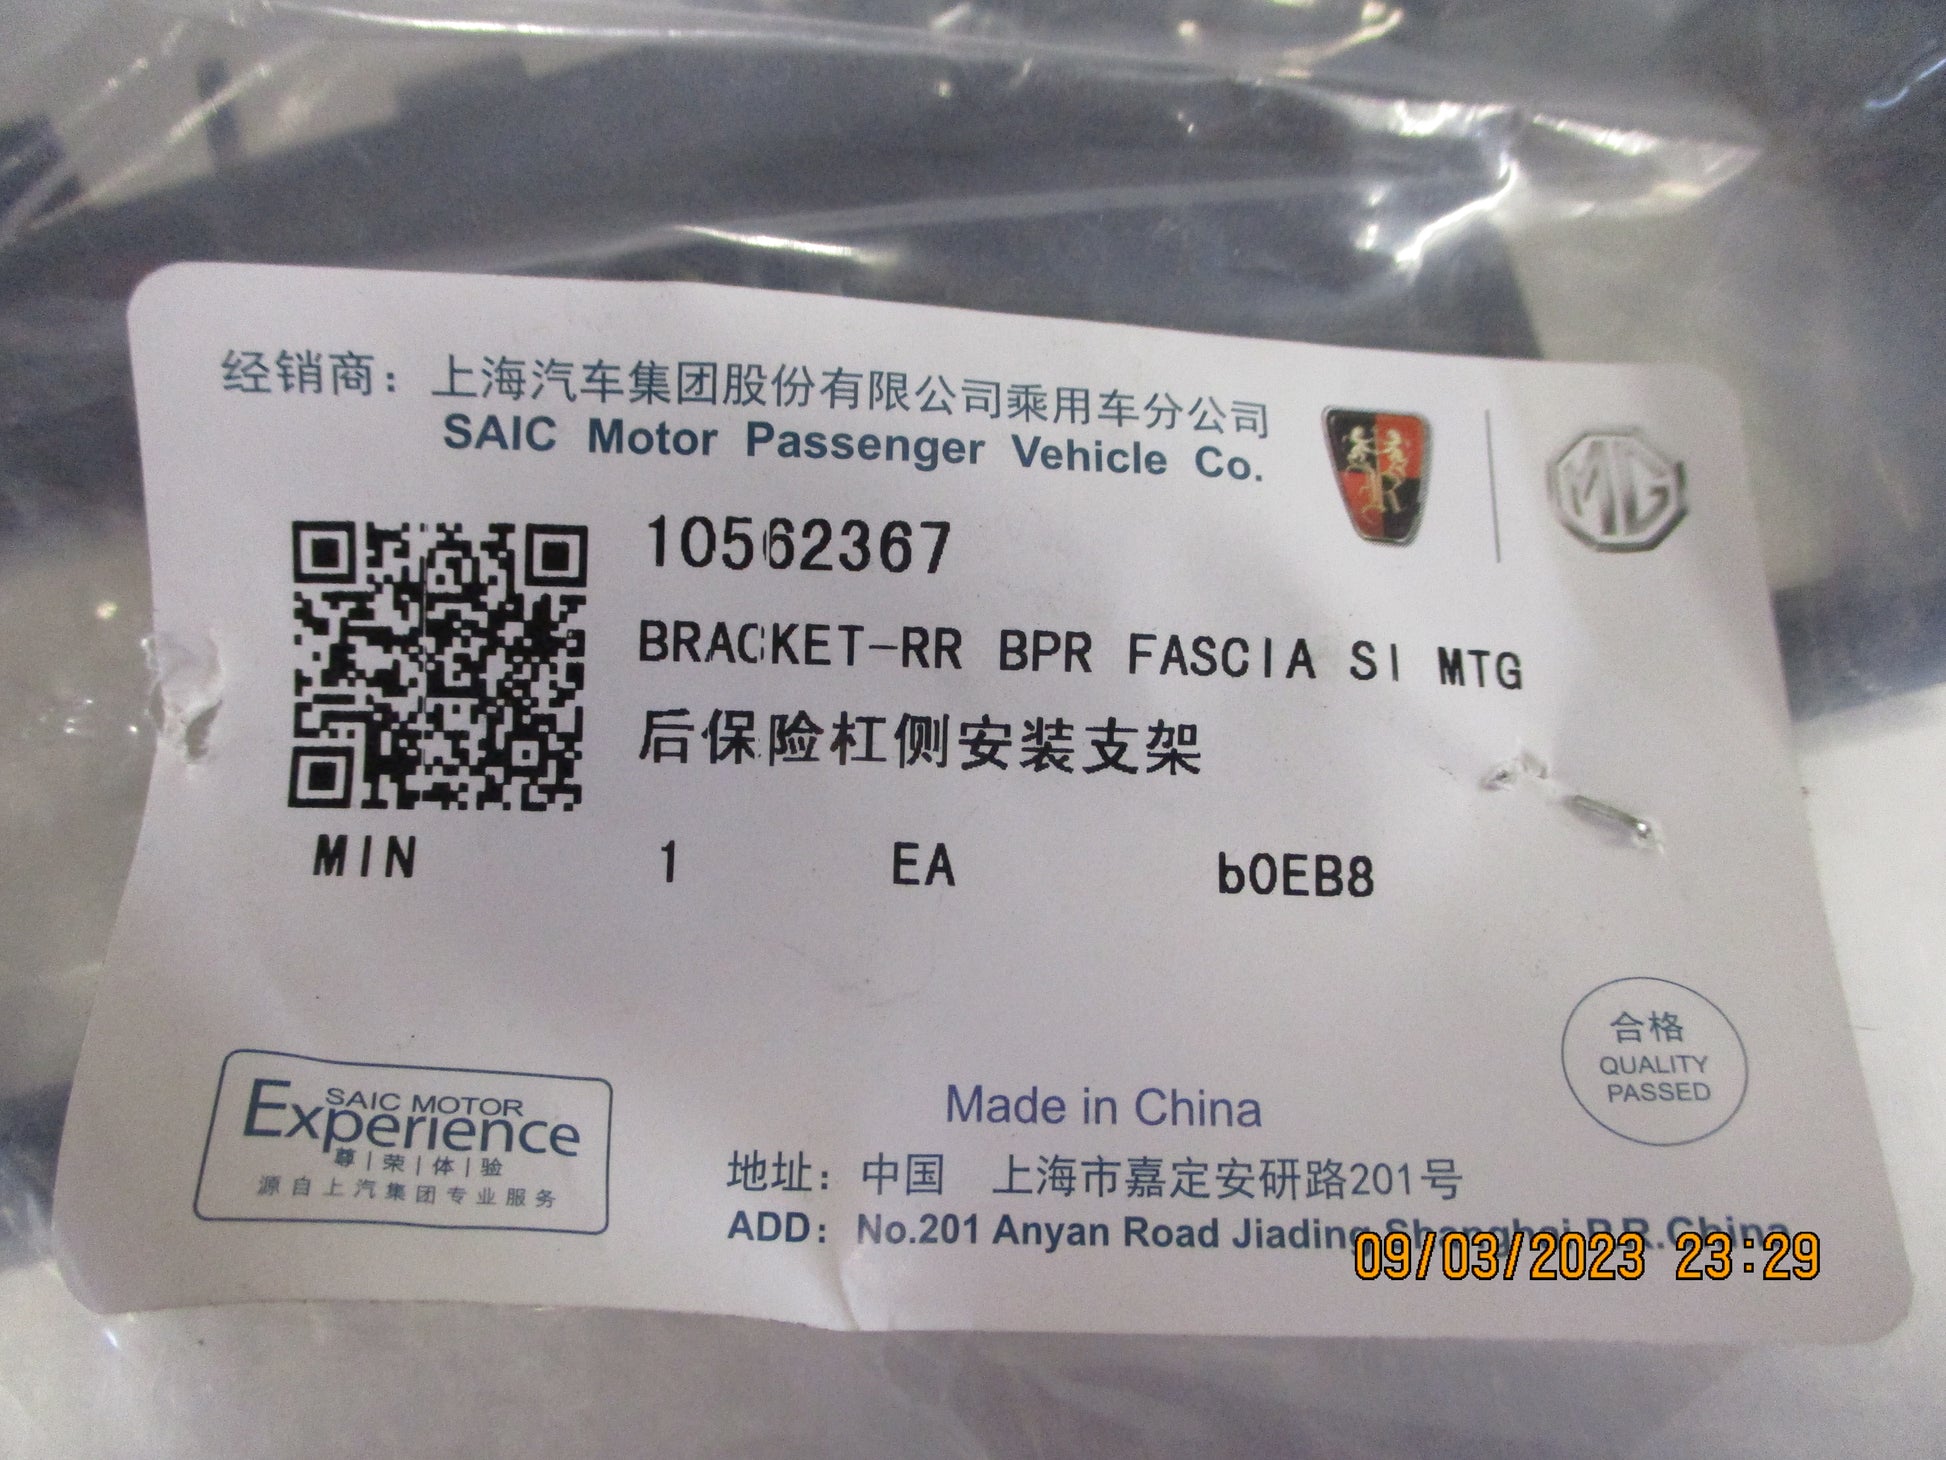 经销商：上海汽车集团股份有限公司乘用车分公司
SAIC Motor Passenger Vehicle Co.
MG
10562367
BRACKET-RR BPR FASCIA SI MTG
后保险杠侧安装支架
MIN 1 EA b0EB8
合格
QUALITY
PASSED
SAIC MOTOR
Experience
尊|荣|体|验
源自上汽集团专业服务
Made in China
地址：中国 上海市嘉定安研路201号
ADD：No.201 Anyan Road Jiading Shanghai P.R.China
09/03/2023 23:29